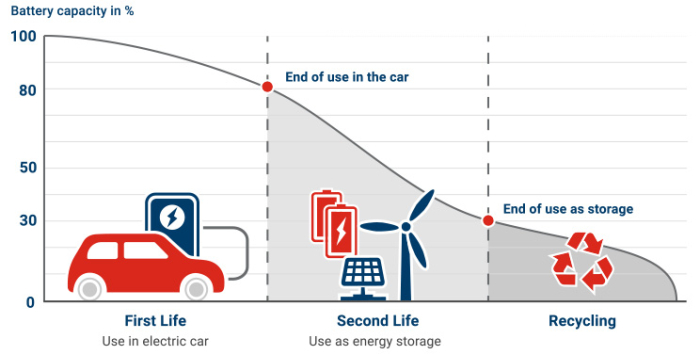 Battery capacity in %
100
80
50
30
0
End of use in the car
End of use as storage
First Life
Use in electric car
Second Life
Use as energy storage
Recycling